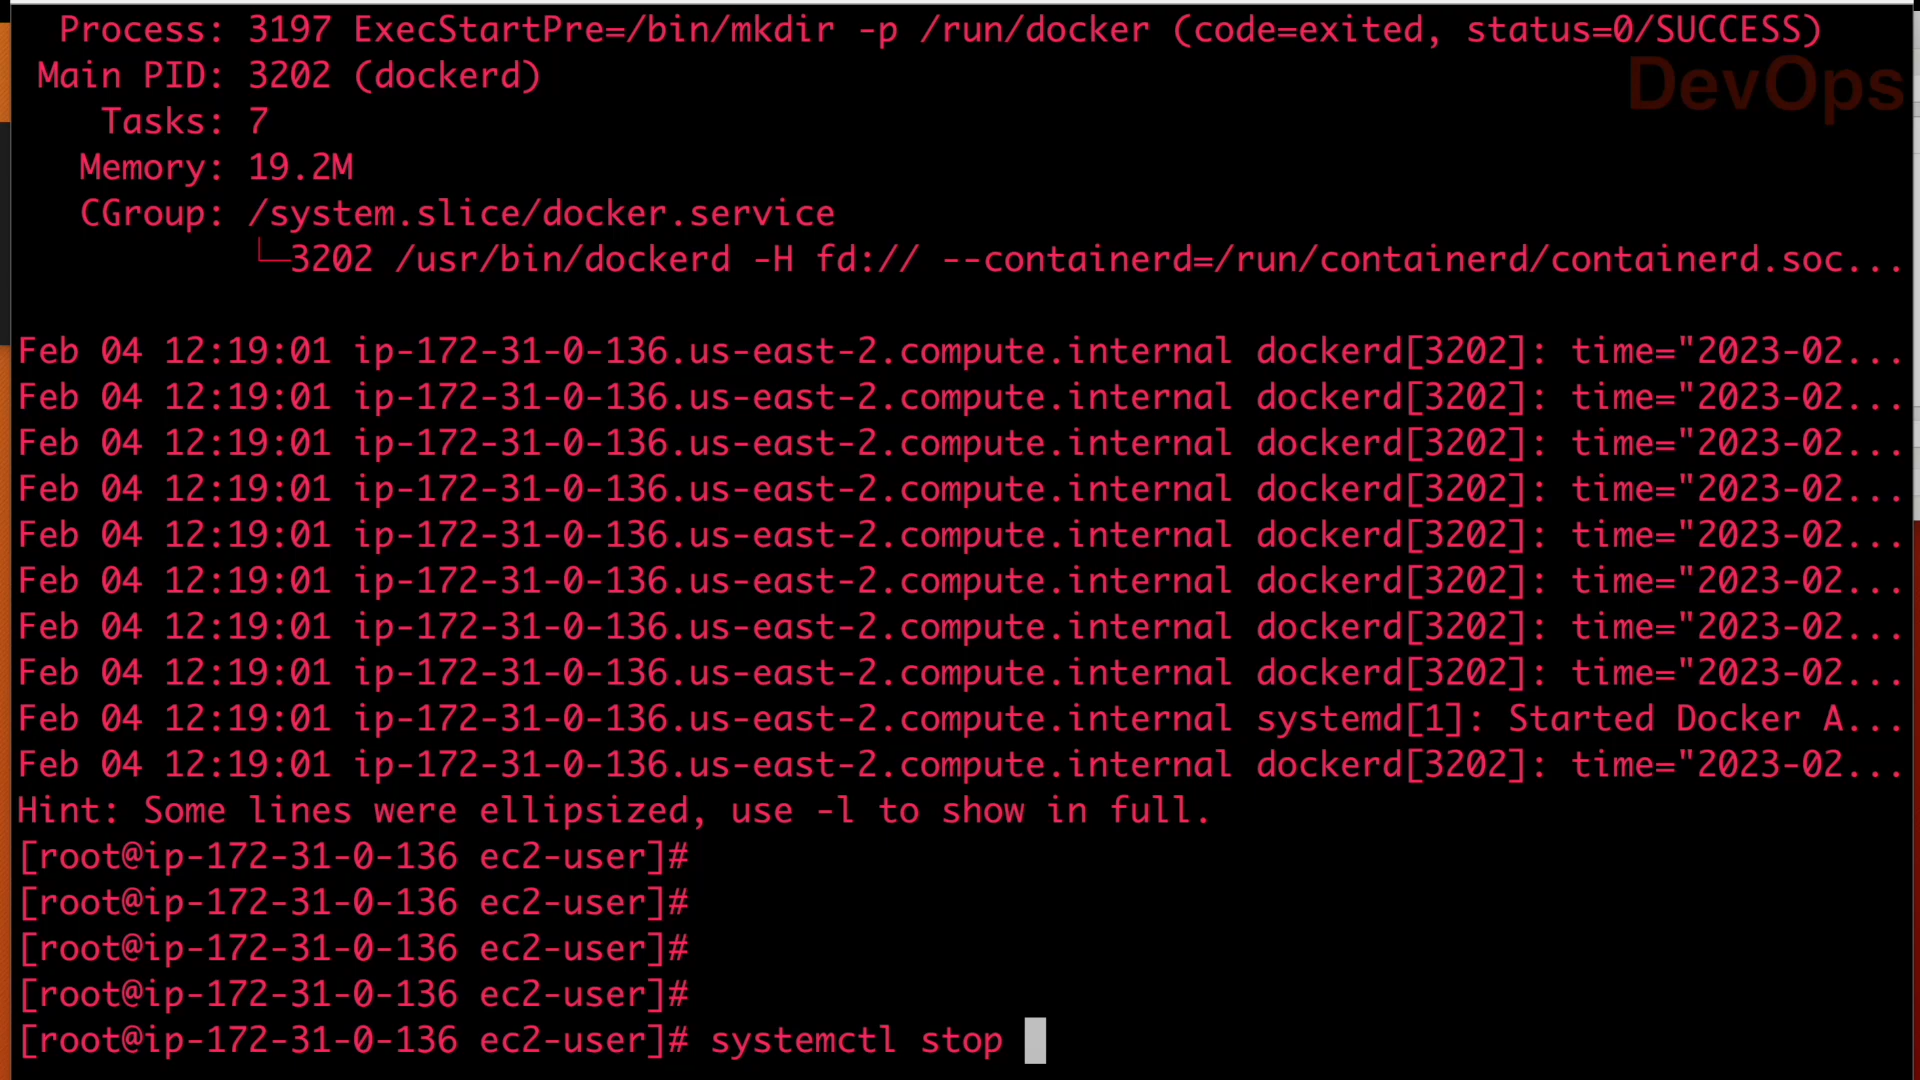 Process: 3197 ExecStartPre=/bin/mkdir -p /run/docker (code=exited, status=0/SUCCESS)
DevOps
Main PID: 3202 (dockerd)
Tasks: 7
Memory: 19.2M
CGroup: /system.slice/docker.service
└─3202 /usr/bin/dockerd -H fd:// --containerd=/run/containerd/containerd.soc...
Feb 04 12:19:01 ip-172-31-0-136.us-east-2.compute.internal dockerd[3202]: time="2023-02...
Feb 04 12:19:01 ip-172-31-0-136.us-east-2.compute.internal dockerd[3202]: time="2023-02...
Feb 04 12:19:01 ip-172-31-0-136.us-east-2.compute.internal dockerd[3202]: time="2023-02...
Feb 04 12:19:01 ip-172-31-0-136.us-east-2.compute.internal dockerd[3202]: time="2023-02...
Feb 04 12:19:01 ip-172-31-0-136.us-east-2.compute.internal dockerd[3202]: time="2023-02...
Feb 04 12:19:01 ip-172-31-0-136.us-east-2.compute.internal dockerd[3202]: time="2023-02...
Feb 04 12:19:01 ip-172-31-0-136.us-east-2.compute.internal dockerd[3202]: time="2023-02...
Feb 04 12:19:01 ip-172-31-0-136.us-east-2.compute.internal dockerd[3202]: time="2023-02...
Feb 04 12:19:01 ip-172-31-0-136.us-east-2.compute.internal systemd[1]: Started Docker A...
Feb 04 12:19:01 ip-172-31-0-136.us-east-2.compute.internal dockerd[3202]: time="2023-02...
Hint: Some lines were ellipsized, use -l to show in full.
[root@ip-172-31-0-136 ec2-user]#
[root@ip-172-31-0-136 ec2-user]#
[root@ip-172-31-0-136 ec2-user]#
[root@ip-172-31-0-136 ec2-user]#
[root@ip-172-31-0-136 ec2-user]# systemctl stop